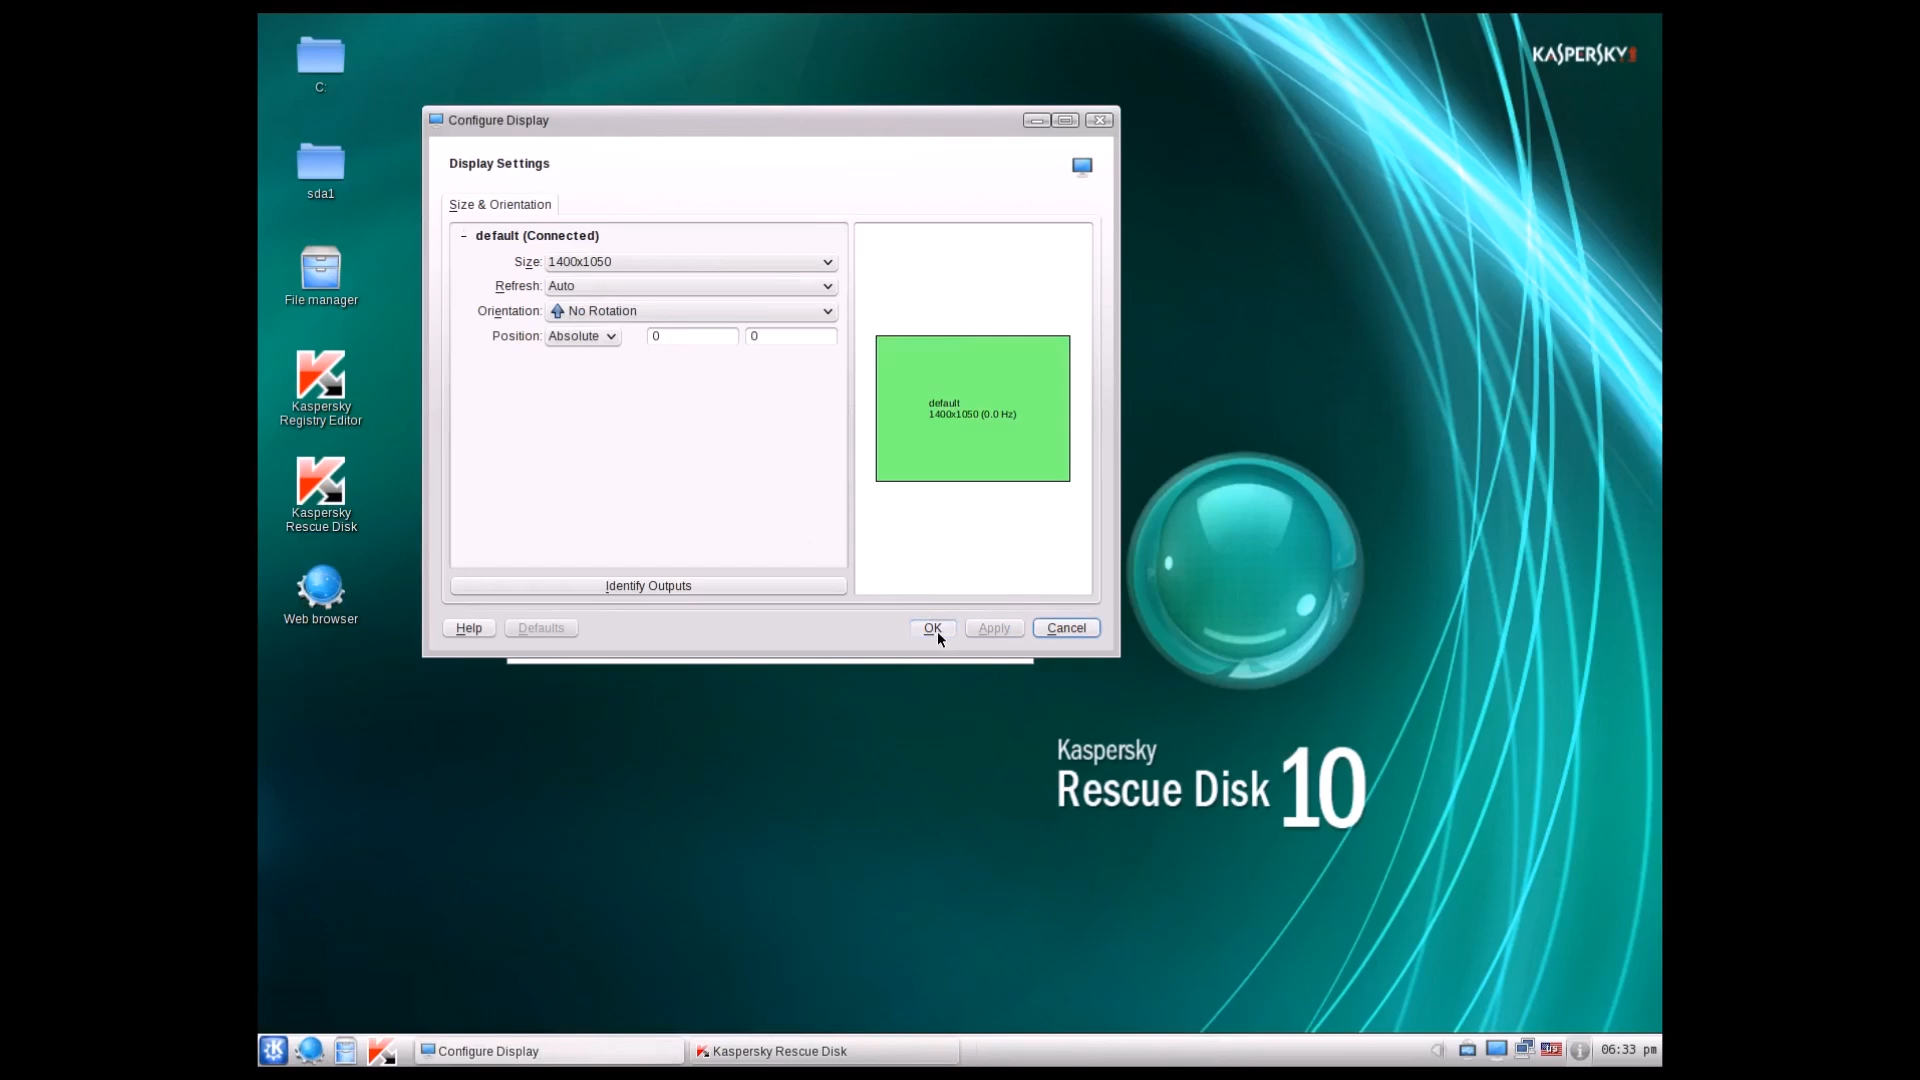 C:
KASPERSKY
Configure Display
Display Settings
sda1
Size & Orientation
default (Connected)
Size: 1400x1050
Refresh: Auto
File manager
Orientation: No Rotation
Position: Absolute 0 0
default
1400x1050 (0.0 Hz)
Kaspersky
Registry Editor
Kaspersky
Rescue Disk
Identify Outputs
Web browser
Help Defaults OK Apply Cancel
Kaspersky
Rescue Disk 10
Configure Display Kaspersky Rescue Disk 06:33 pm